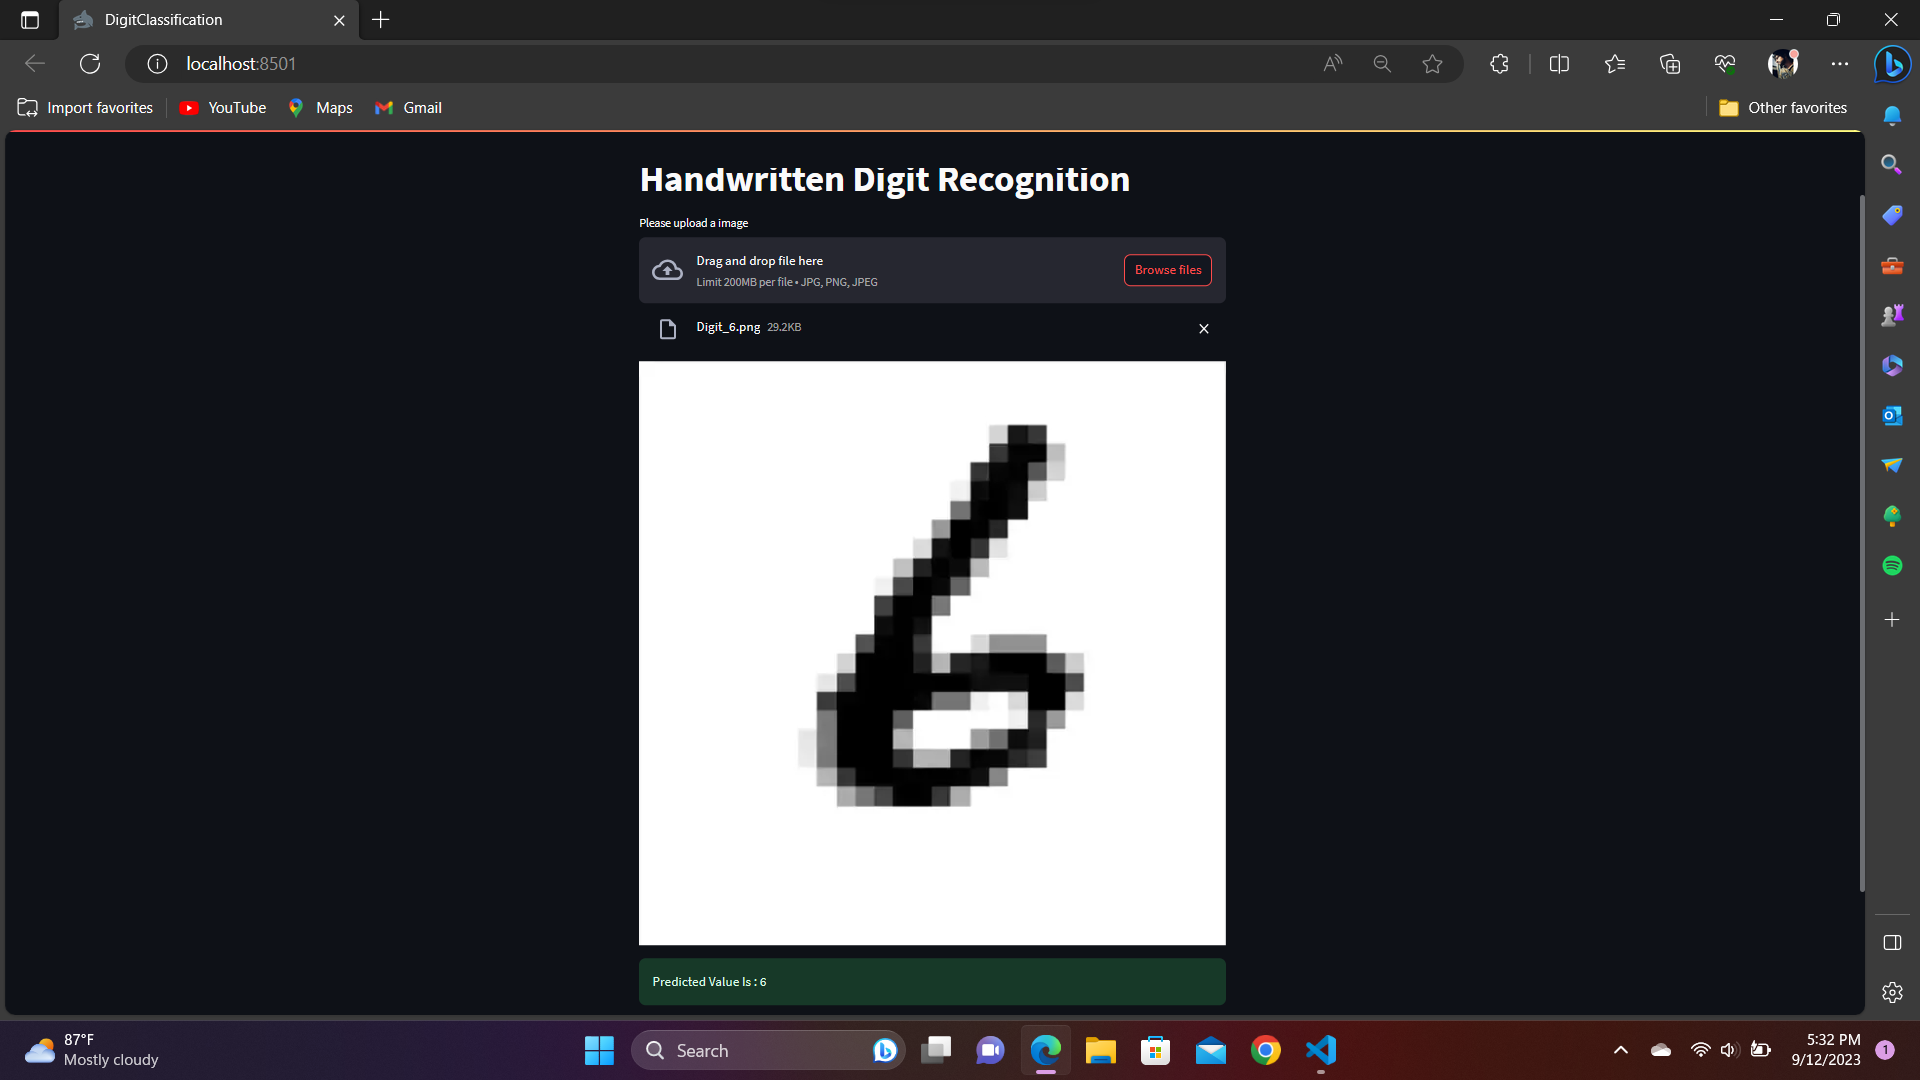 DigitClassification
localhost:8501
Import favorites
YouTube
Maps
Gmail
Other favorites
Handwritten Digit Recognition
Please upload a image
Drag and drop file here
Limit 200MB per file • JPG, PNG, JPEG
Browse files
Digit_6.png 29.2KB
6
Predicted Value Is : 6
87°F
Mostly cloudy
Search
5:32 PM
9/12/2023
1